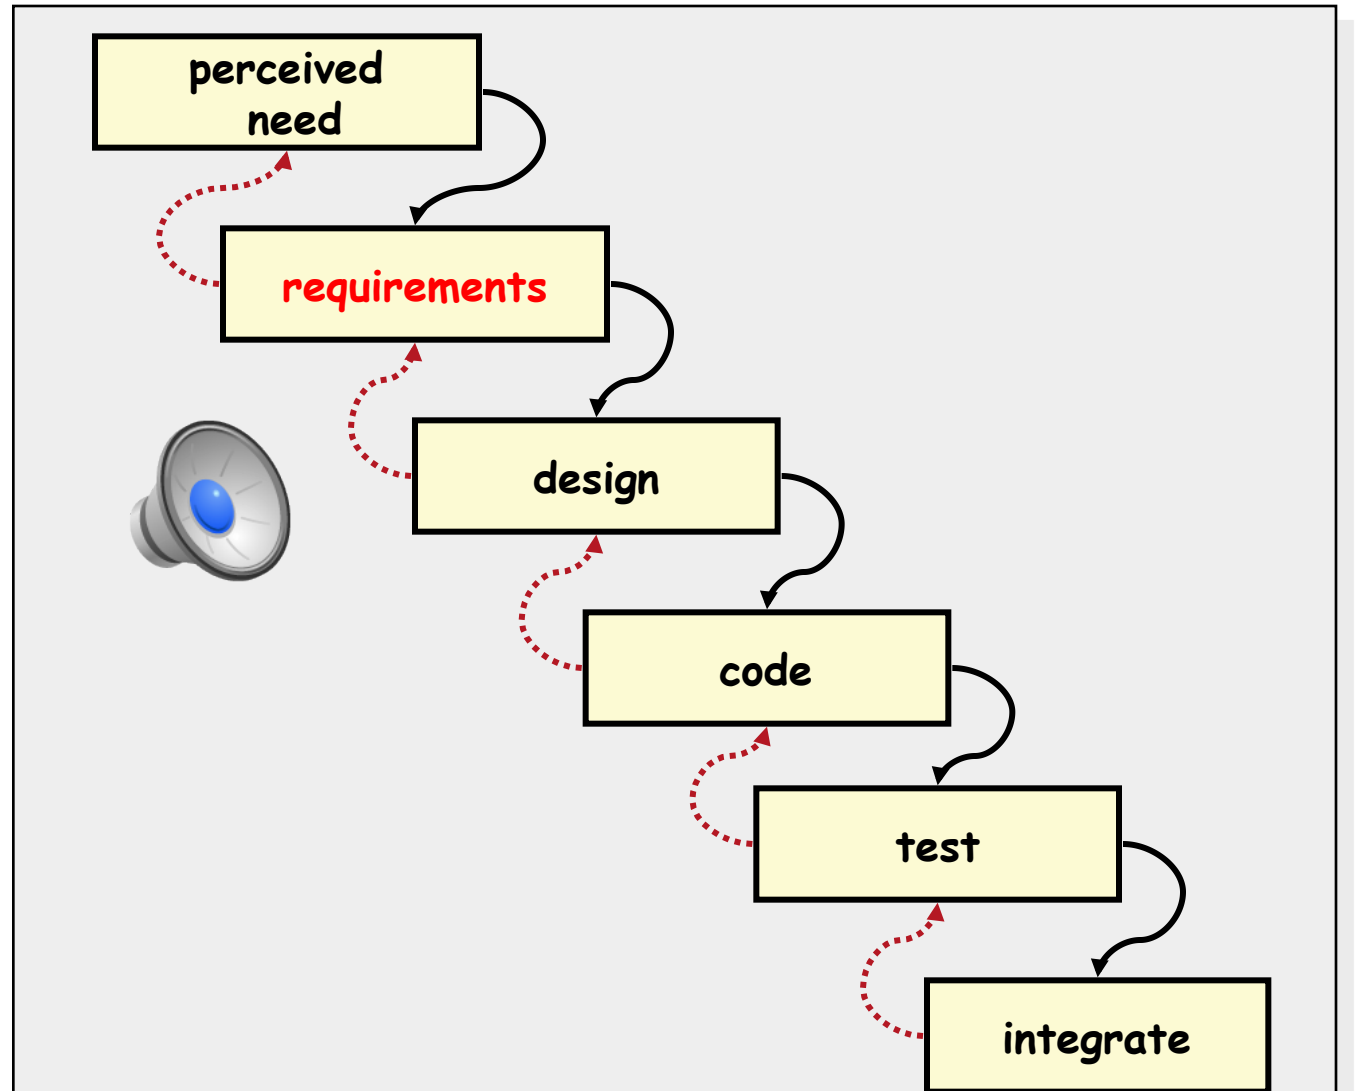 perceived
need
requirements
design
code
test
integrate